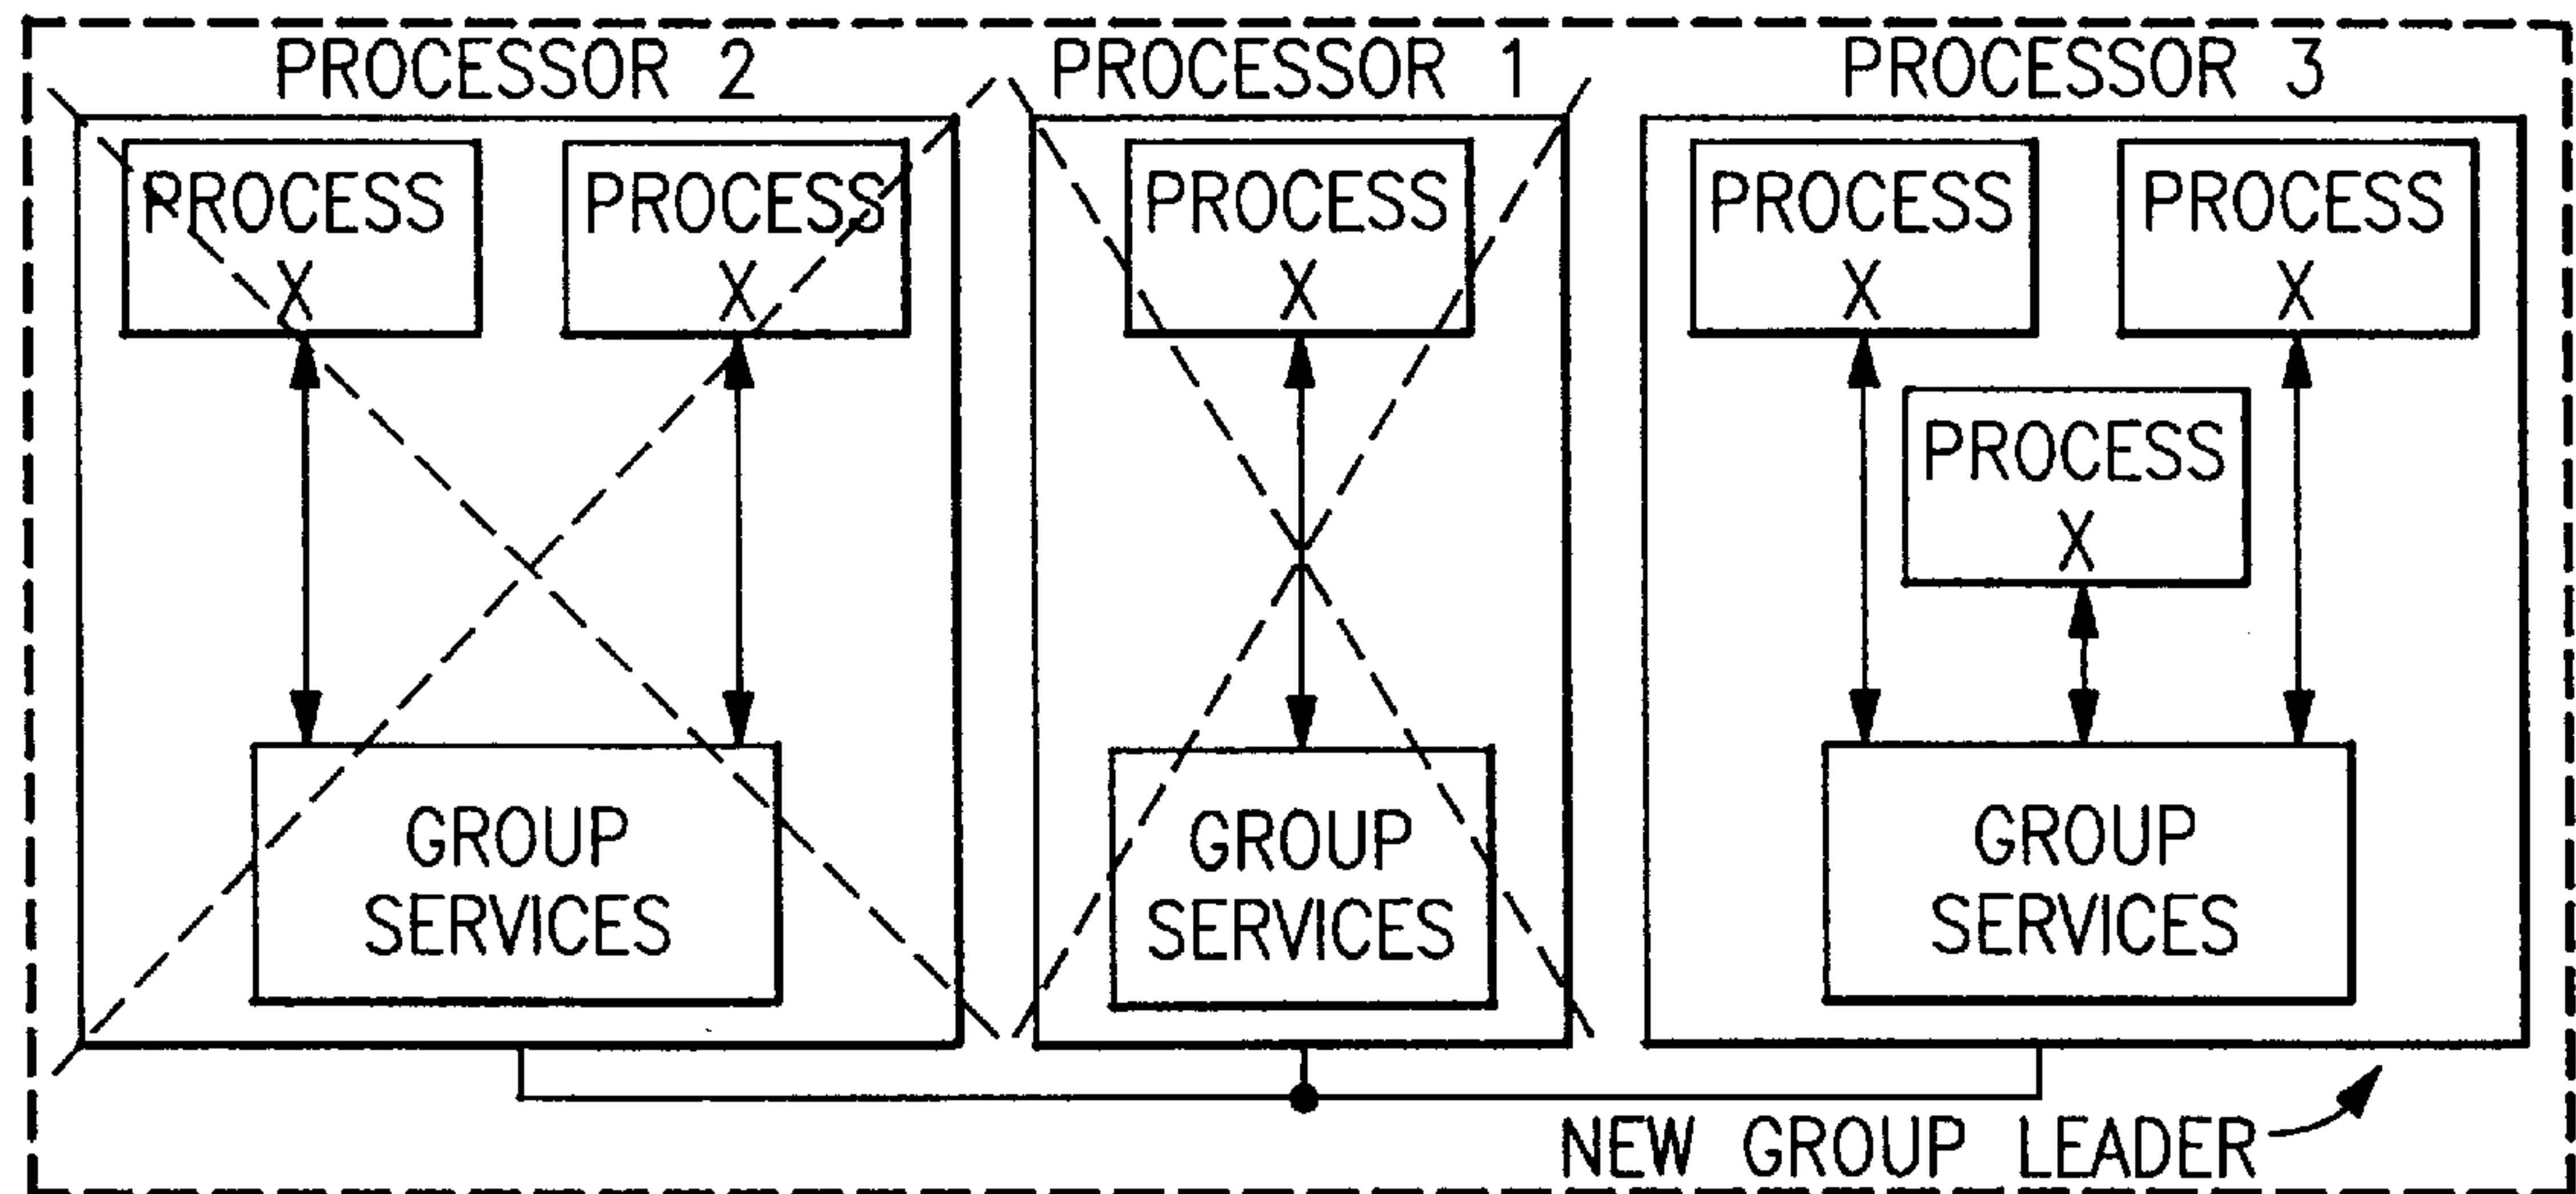 PROCESSOR 2
PROCESSOR 1
PROCESSOR 3
PROCESS
X
PROCESS
X
PROCESS
X
PROCESS
X
PROCESS
X
PROCESS
X
GROUP
SERVICES
GROUP
SERVICES
GROUP
SERVICES
NEW GROUP LEADER